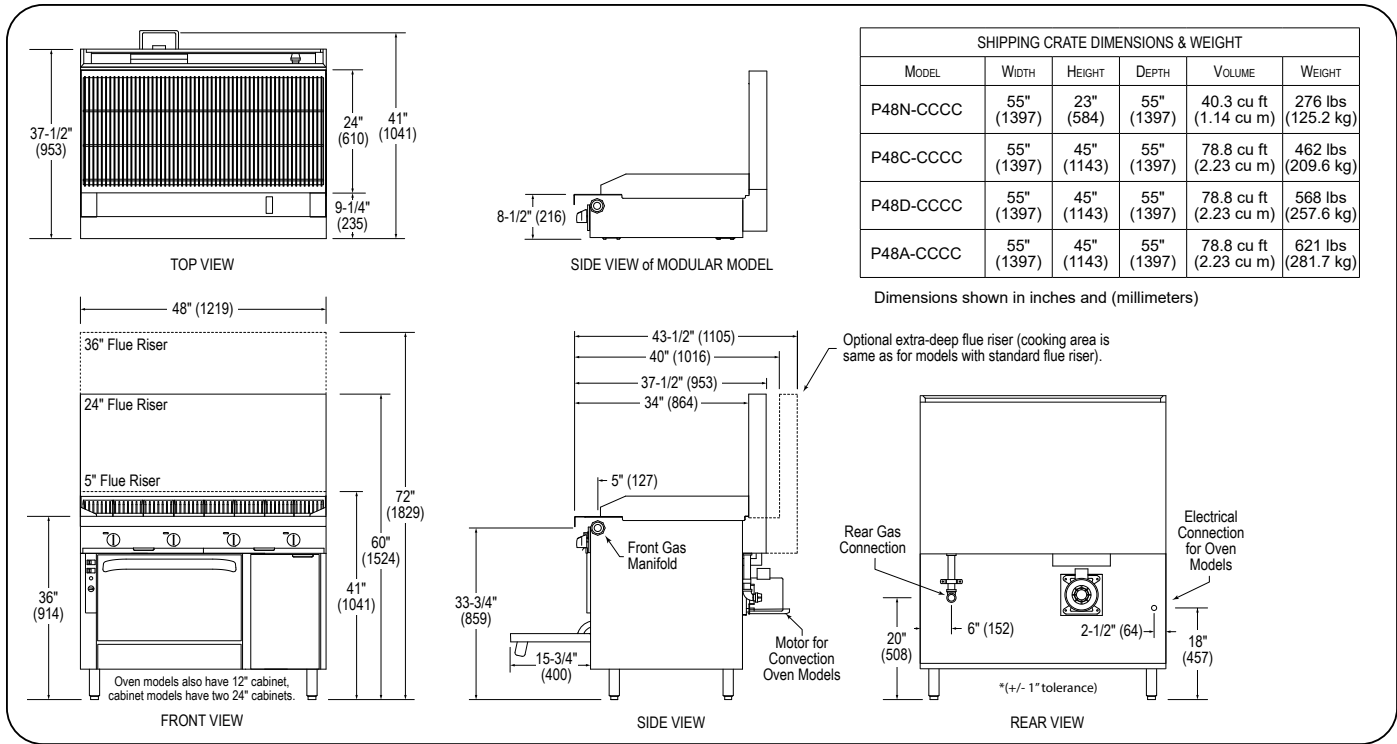 37-1/2"
(953)
24"
(610)
41"
(1041)
9-1/4"
(235)
TOP VIEW
8-1/2" (216)
SIDE VIEW of MODULAR MODEL
SHIPPING CRATE DIMENSIONS & WEIGHT
MODEL WIDTH HEIGHT DEPTH VOLUME WEIGHT
P48N-CCCC 55" (1397) 23" (584) 55" (1397) 40.3 cu ft (1.14 cu m) 276 lbs (125.2 kg)
P48C-CCCC 55" (1397) 45" (1143) 55" (1397) 78.8 cu ft (2.23 cu m) 462 lbs (209.6 kg)
P48D-CCCC 55" (1397) 45" (1143) 55" (1397) 78.8 cu ft (2.23 cu m) 568 lbs (257.6 kg)
P48A-CCCC 55" (1397) 45" (1143) 55" (1397) 78.8 cu ft (2.23 cu m) 621 lbs (281.7 kg)
Dimensions shown in inches and (millimeters)
48" (1219)
36" Flue Riser
24" Flue Riser
5" Flue Riser
72"
(1829)
60"
(1524)
41"
(1041)
36"
(914)
Oven models also have 12" cabinet,
cabinet models have two 24" cabinets.
FRONT VIEW
43-1/2" (1105)
40" (1016)
37-1/2" (953)
34" (864)
Optional extra-deep flue riser (cooking area is
same as for models with standard flue riser).
5" (127)
Front Gas
Manifold
33-3/4"
(859)
15-3/4"
(400)
Motor for
Convection
Oven Models
SIDE VIEW
Rear Gas
Connection
Electrical
Connection
for Oven
Models
20"
(508)
6" (152)
2-1/2" (64)
18"
(457)
*(+/- 1" tolerance)
REAR VIEW